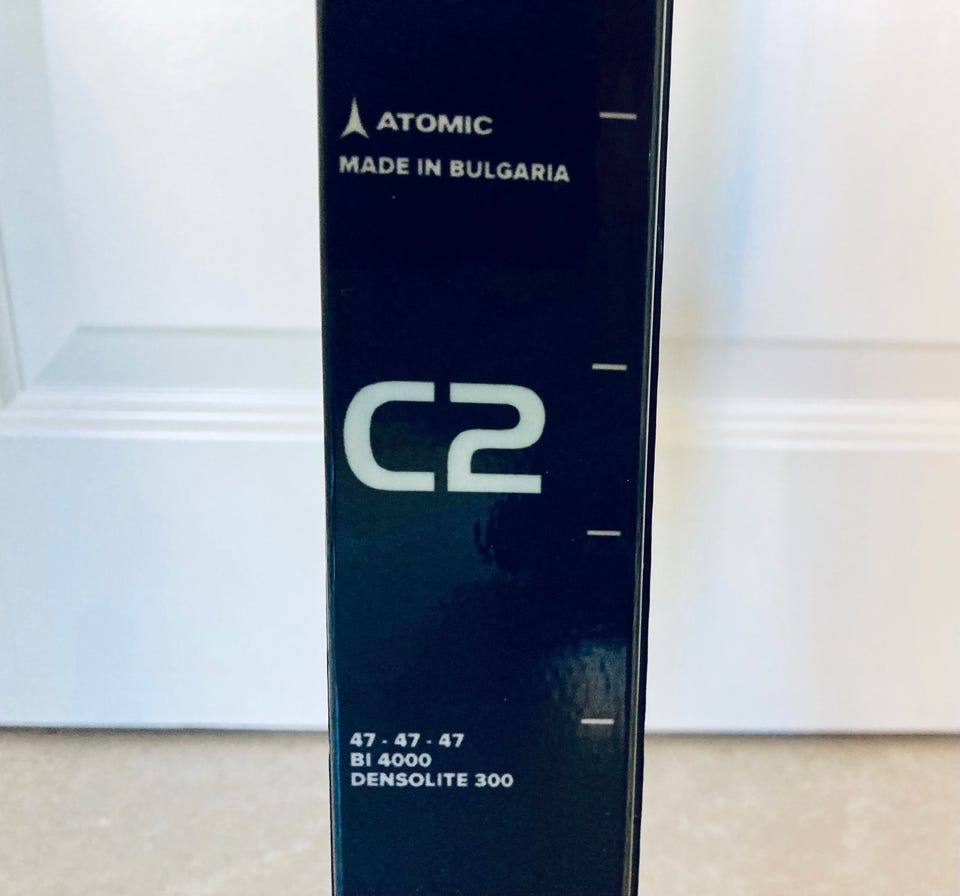 ATOMIC
MADE IN BULGARIA
C2
47 - 47 - 47
BI 4000
DENSOLITE 300